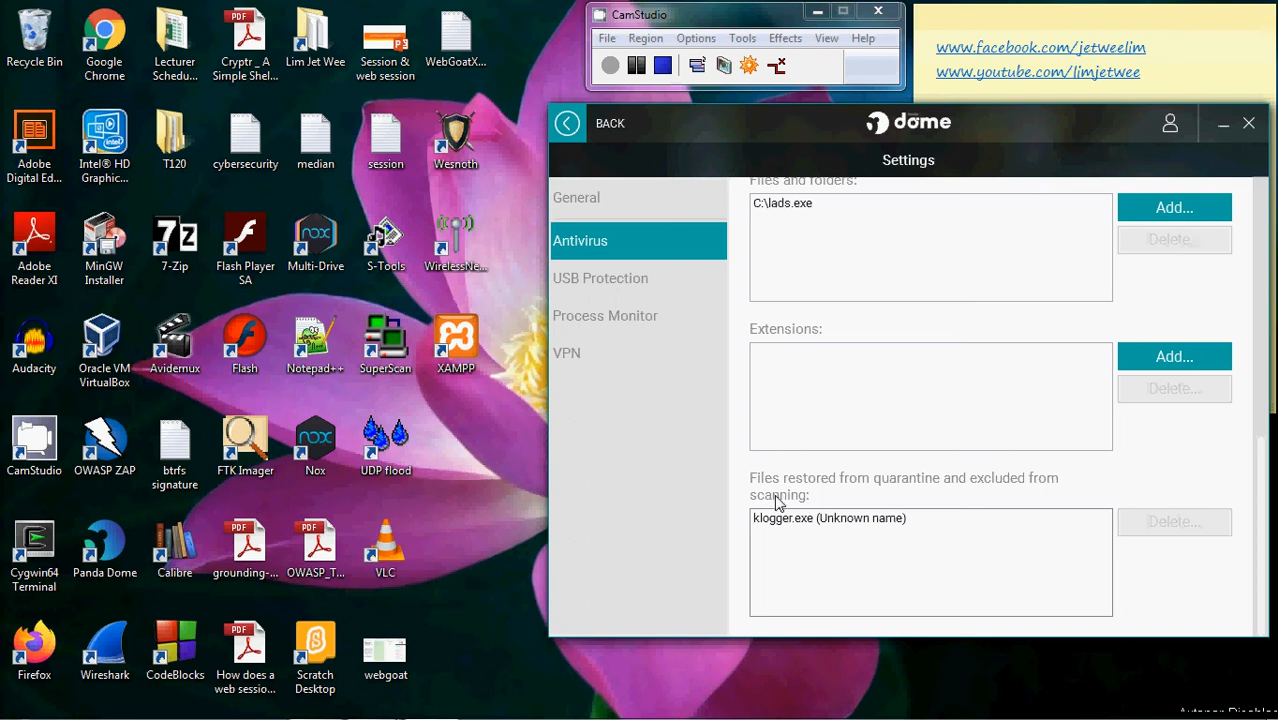 Recycle Bin
Google
Chrome
Lecturer
Schedu...
Cryptr _ A
Simple Shel...
Lim Jet Wee
Session &
web session
WebGoatX...
Adobe
Digital Ed...
Intel® HD
Graphic...
T120
cybersecurity
median
session
Wesnoth
Adobe
Reader XI
MinGW
Installer
7-Zip
Flash Player
SA
Multi-Drive
S-Tools
WirelessNe...
Audacity
Oracle VM
VirtualBox
Avidemux
Flash
Notepad++
SuperScan
XAMPP
CamStudio
OWASP ZAP
btrfs
signature
FTK Imager
Nox
UDP flood
Cygwin64
Terminal
Panda Dome
Calibre
grounding-...
OWASP_T...
VLC
Firefox
Wireshark
CodeBlocks
How does a
web sessio...
Scratch
Desktop
webgoat
CamStudio
File Region Options Tools Effects View Help
www.facebook.com/jetweelim
www.youtube.com/limjetwee
BACK
dome
Settings
General
Antivirus
USB Protection
Process Monitor
VPN
Files and folders:
C:\lads.exe
Add...
Delete...
Extensions:
Add...
Delete...
Files restored from quarantine and excluded from
scanning:
klogger.exe (Unknown name)
Delete...